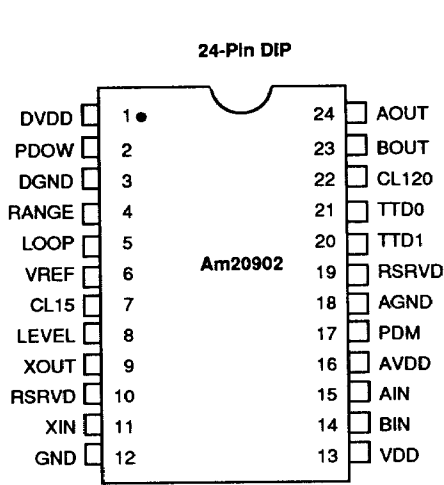 24-Pin DIP
DVDD 1 24 AOUT
PDOW 2 23 BOUT
DGND 3 22 CL120
RANGE 4 21 TTD0
LOOP 5 20 TTD1
Am20902
VREF 6 19 RSRVD
CL15 7 18 AGND
LEVEL 8 17 PDM
XOUT 9 16 AVDD
RSRVD 10 15 AIN
XIN 11 14 BIN
GND 12 13 VDD